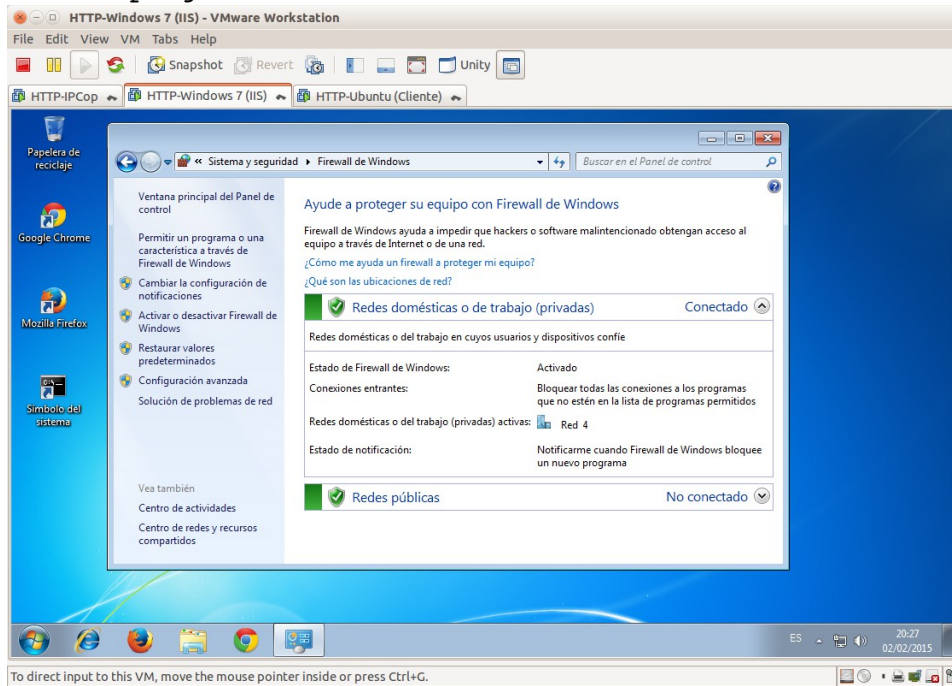 HTTP-Windows 7 (IIS) - VMware Workstation
File Edit View VM Tabs Help
Snapshot Revert Unity
HTTP-IPCop HTTP-Windows 7 (IIS) HTTP-Ubuntu (Cliente)
Papelera de
reciclaje
Google Chrome
Mozilla Firefox
Símbolo del
sistema
« Sistema y seguridad Firewall de Windows Buscar en el Panel de control
Ventana principal del Panel de
control
Permitir un programa o una
característica a través de
Firewall de Windows
Cambiar la configuración de
notificaciones
Activar o desactivar Firewall de
Windows
Restaurar valores
predeterminados
Configuración avanzada
Solución de problemas de red
Vea también
Centro de actividades
Centro de redes y recursos
compartidos
Ayude a proteger su equipo con Firewall de Windows
Firewall de Windows ayuda a impedir que hackers o software malintencionado obtengan acceso al
equipo a través de Internet o de una red.
¿Cómo me ayuda un firewall a proteger mi equipo?
¿Qué son las ubicaciones de red?
Redes domésticas o de trabajo (privadas) Conectado
Redes domésticas o del trabajo en cuyos usuarios y dispositivos confíe
Estado de Firewall de Windows: Activado
Conexiones entrantes: Bloquear todas las conexiones a los programas
que no estén en la lista de programas permitidos
Redes domésticas o del trabajo (privadas) activas: Red 4
Estado de notificación: Notificarme cuando Firewall de Windows bloquee
un nuevo programa
Redes públicas No conectado
ES 20:27
02/02/2015
To direct input to this VM, move the mouse pointer inside or press Ctrl+G.